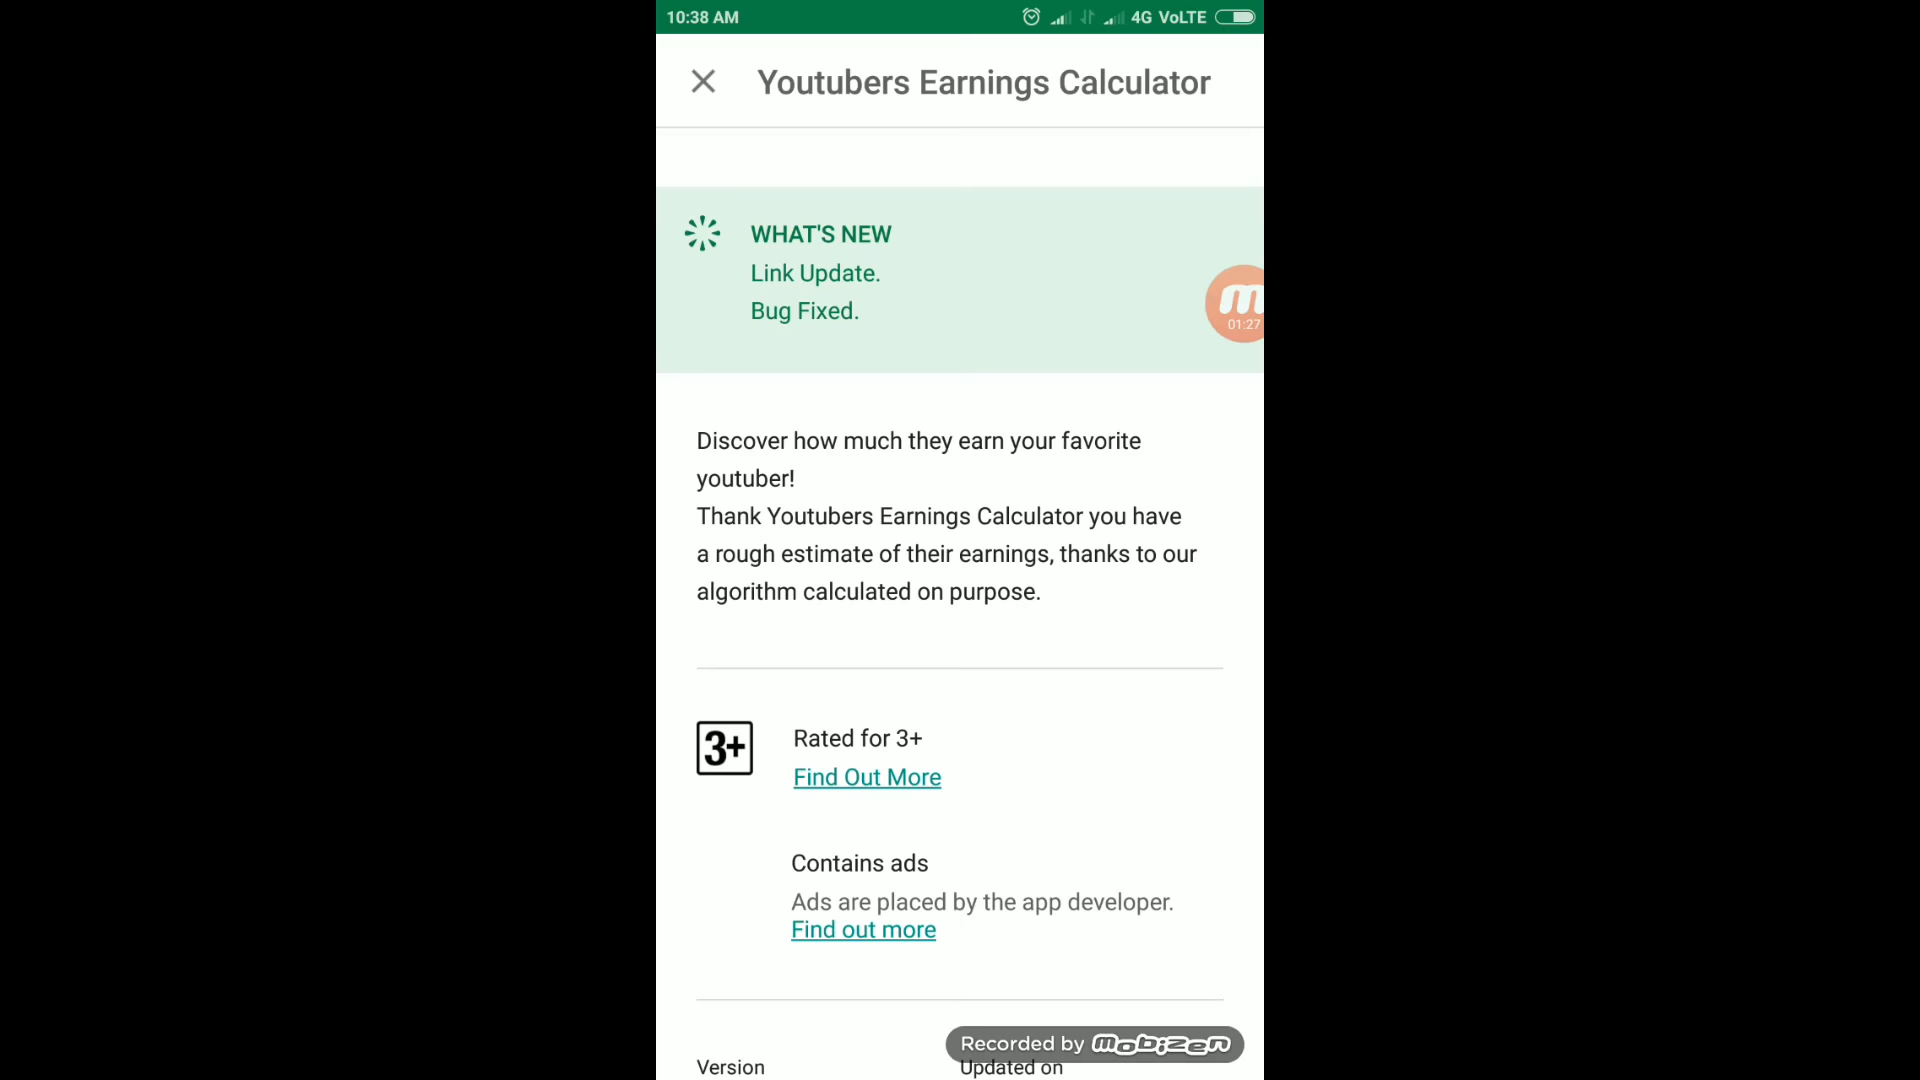 10:38 AM
4G VoLTE
Youtubers Earnings Calculator
WHAT'S NEW
Link Update.
Bug Fixed.
m
01:27
Discover how much they earn your favorite
youtuber!
Thank Youtubers Earnings Calculator you have
a rough estimate of their earnings, thanks to our
algorithm calculated on purpose.
3+
Rated for 3+
Find Out More
Contains ads
Ads are placed by the app developer.
Find out more
Recorded by mobizen
Version
Updated on